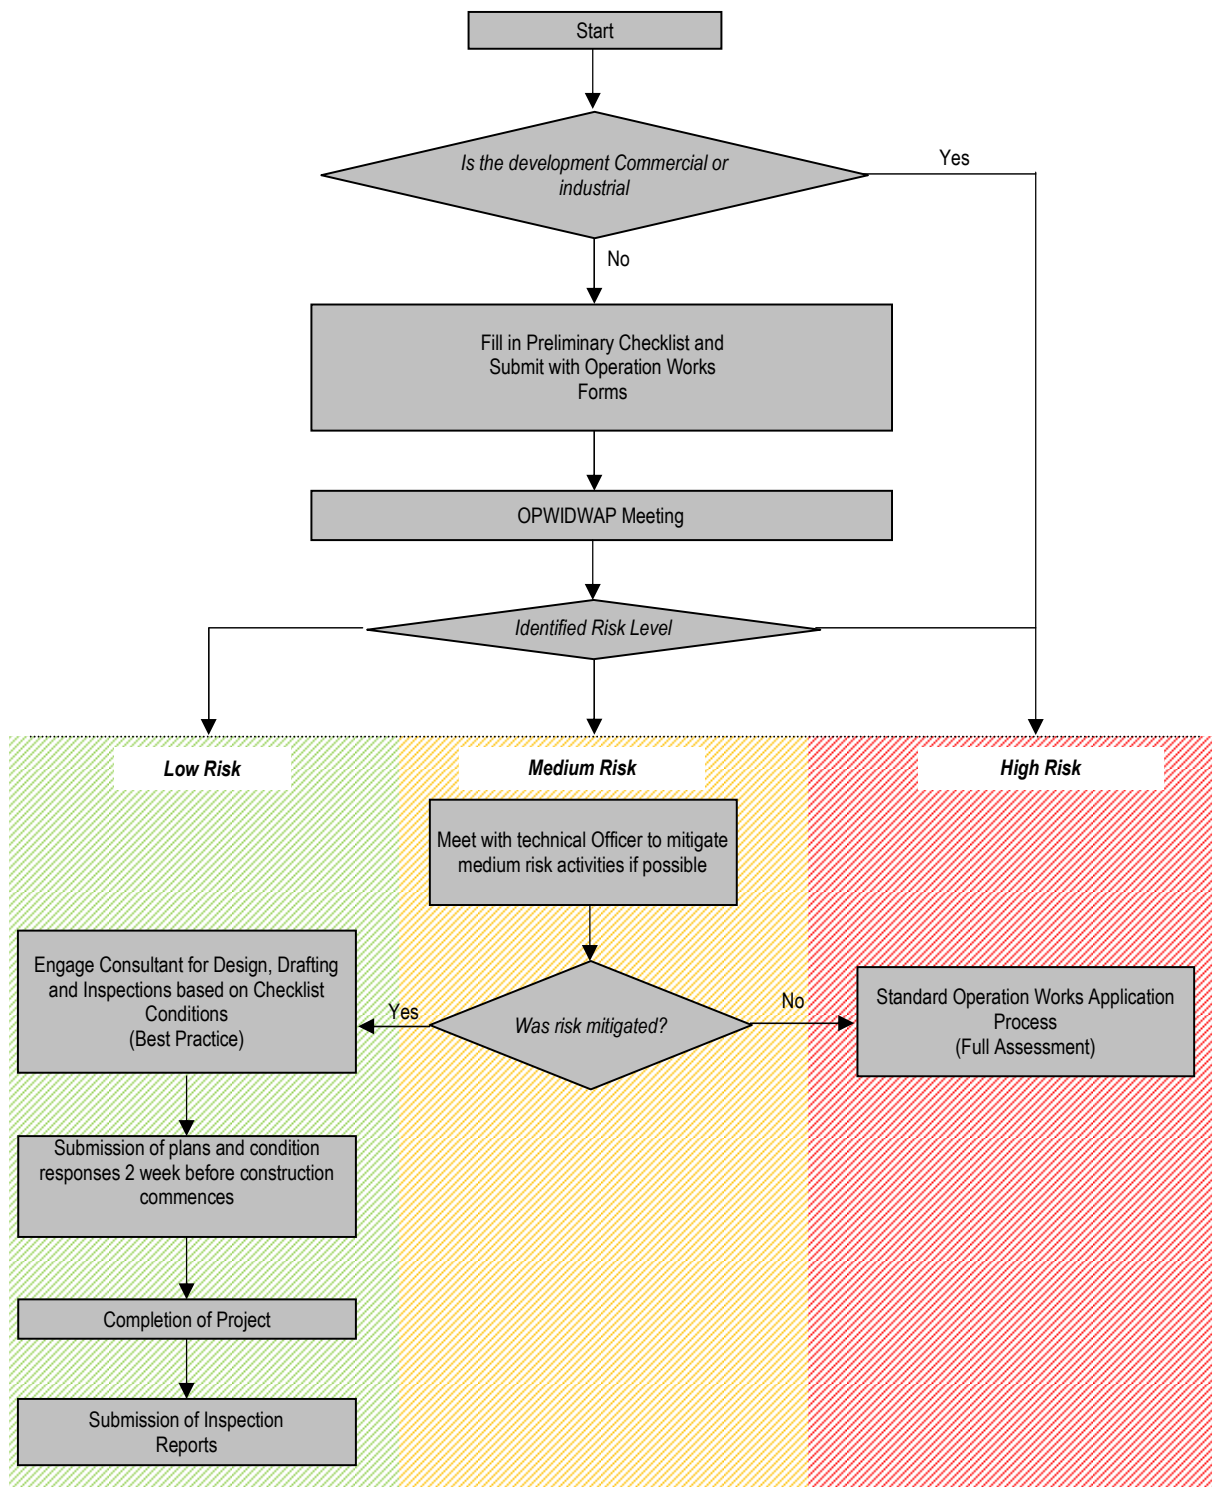 Start
Is the development Commercial or
industrial
Yes
No
Fill in Preliminary Checklist and
Submit with Operation Works
Forms
OPWIDWAP Meeting
Identified Risk Level
Low Risk
Medium Risk
High Risk
Meet with technical Officer to mitigate
medium risk activities if possible
Engage Consultant for Design, Drafting
and Inspections based on Checklist
Conditions
(Best Practice)
Yes
Was risk mitigated?
No
Standard Operation Works Application
Process
(Full Assessment)
Submission of plans and condition
responses 2 week before construction
commences
Completion of Project
Submission of Inspection
Reports